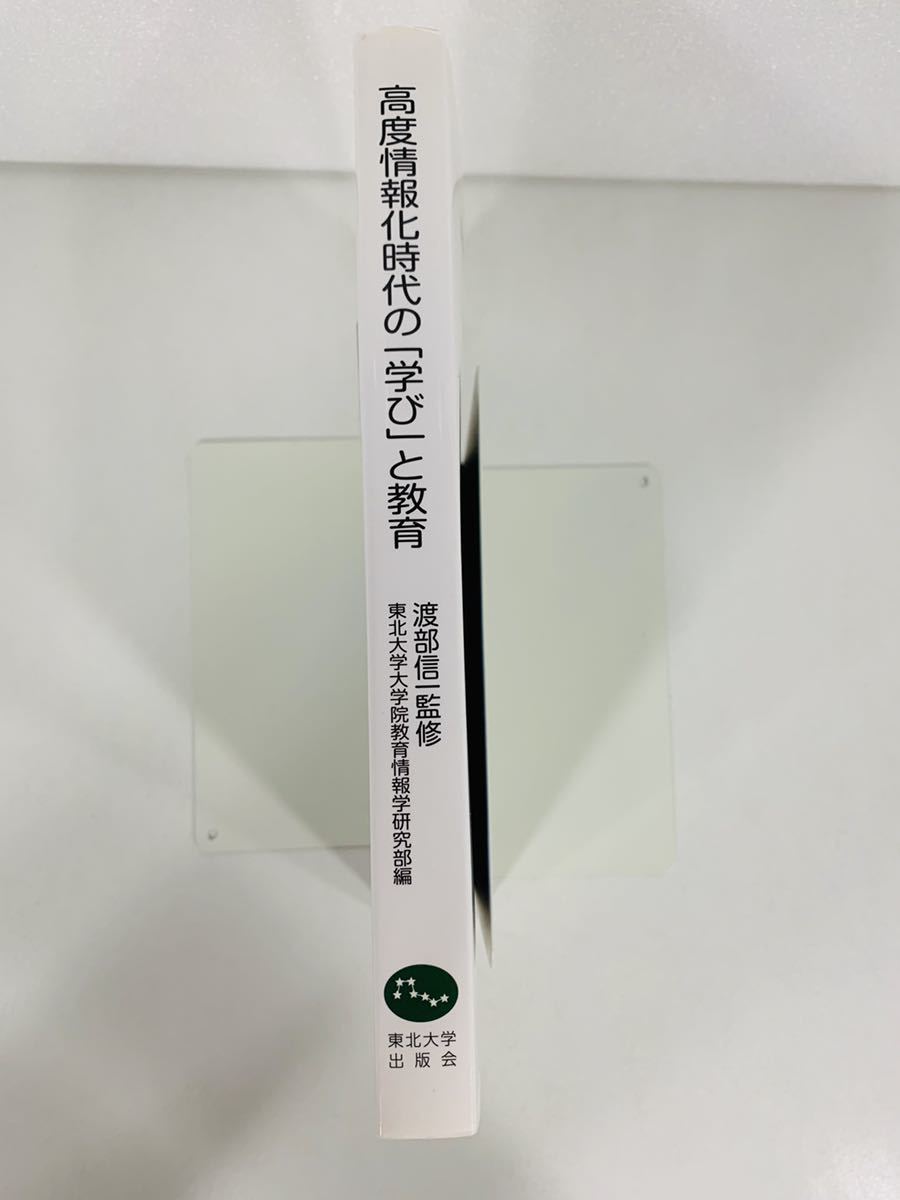 高度情報化時代の「学び」と教育
渡部信一監修
東北大学大学院教育情報学研究部編
東北大学
出版会